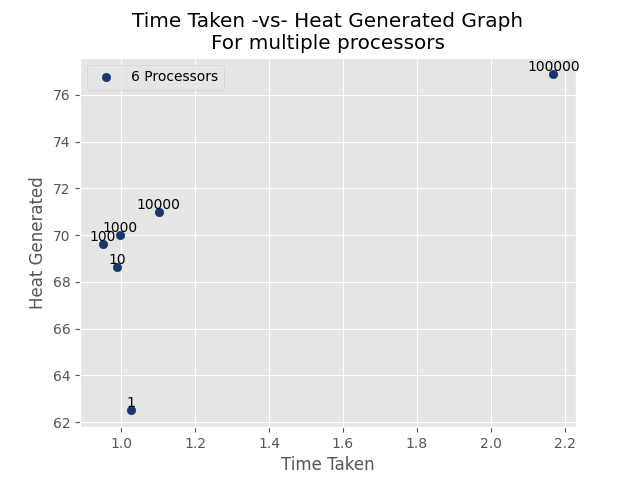 Time Taken -vs- Heat Generated Graph
For multiple processors
6 Processors
100000
10000
1000
100
10
1
Heat Generated
76
74
72
70
68
66
64
62
1.0 1.2 1.4 1.6 1.8 2.0 2.2
Time Taken